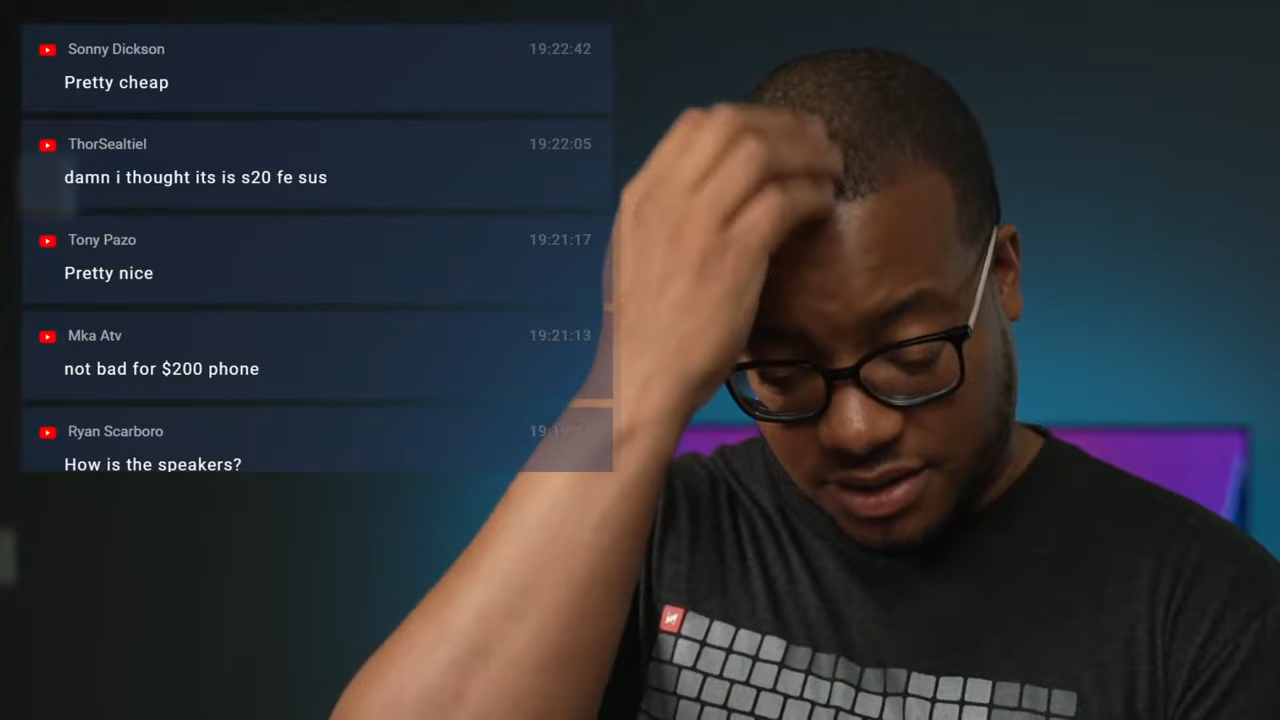 Sonny Dickson 19:22:42
Pretty cheap
ThorSealtiel 19:22:05
damn i thought its is s20 fe sus
Tony Pazo 19:21:17
Pretty nice
Mka Atv 19:21:13
not bad for $200 phone
Ryan Scarboro
How is the speakers?